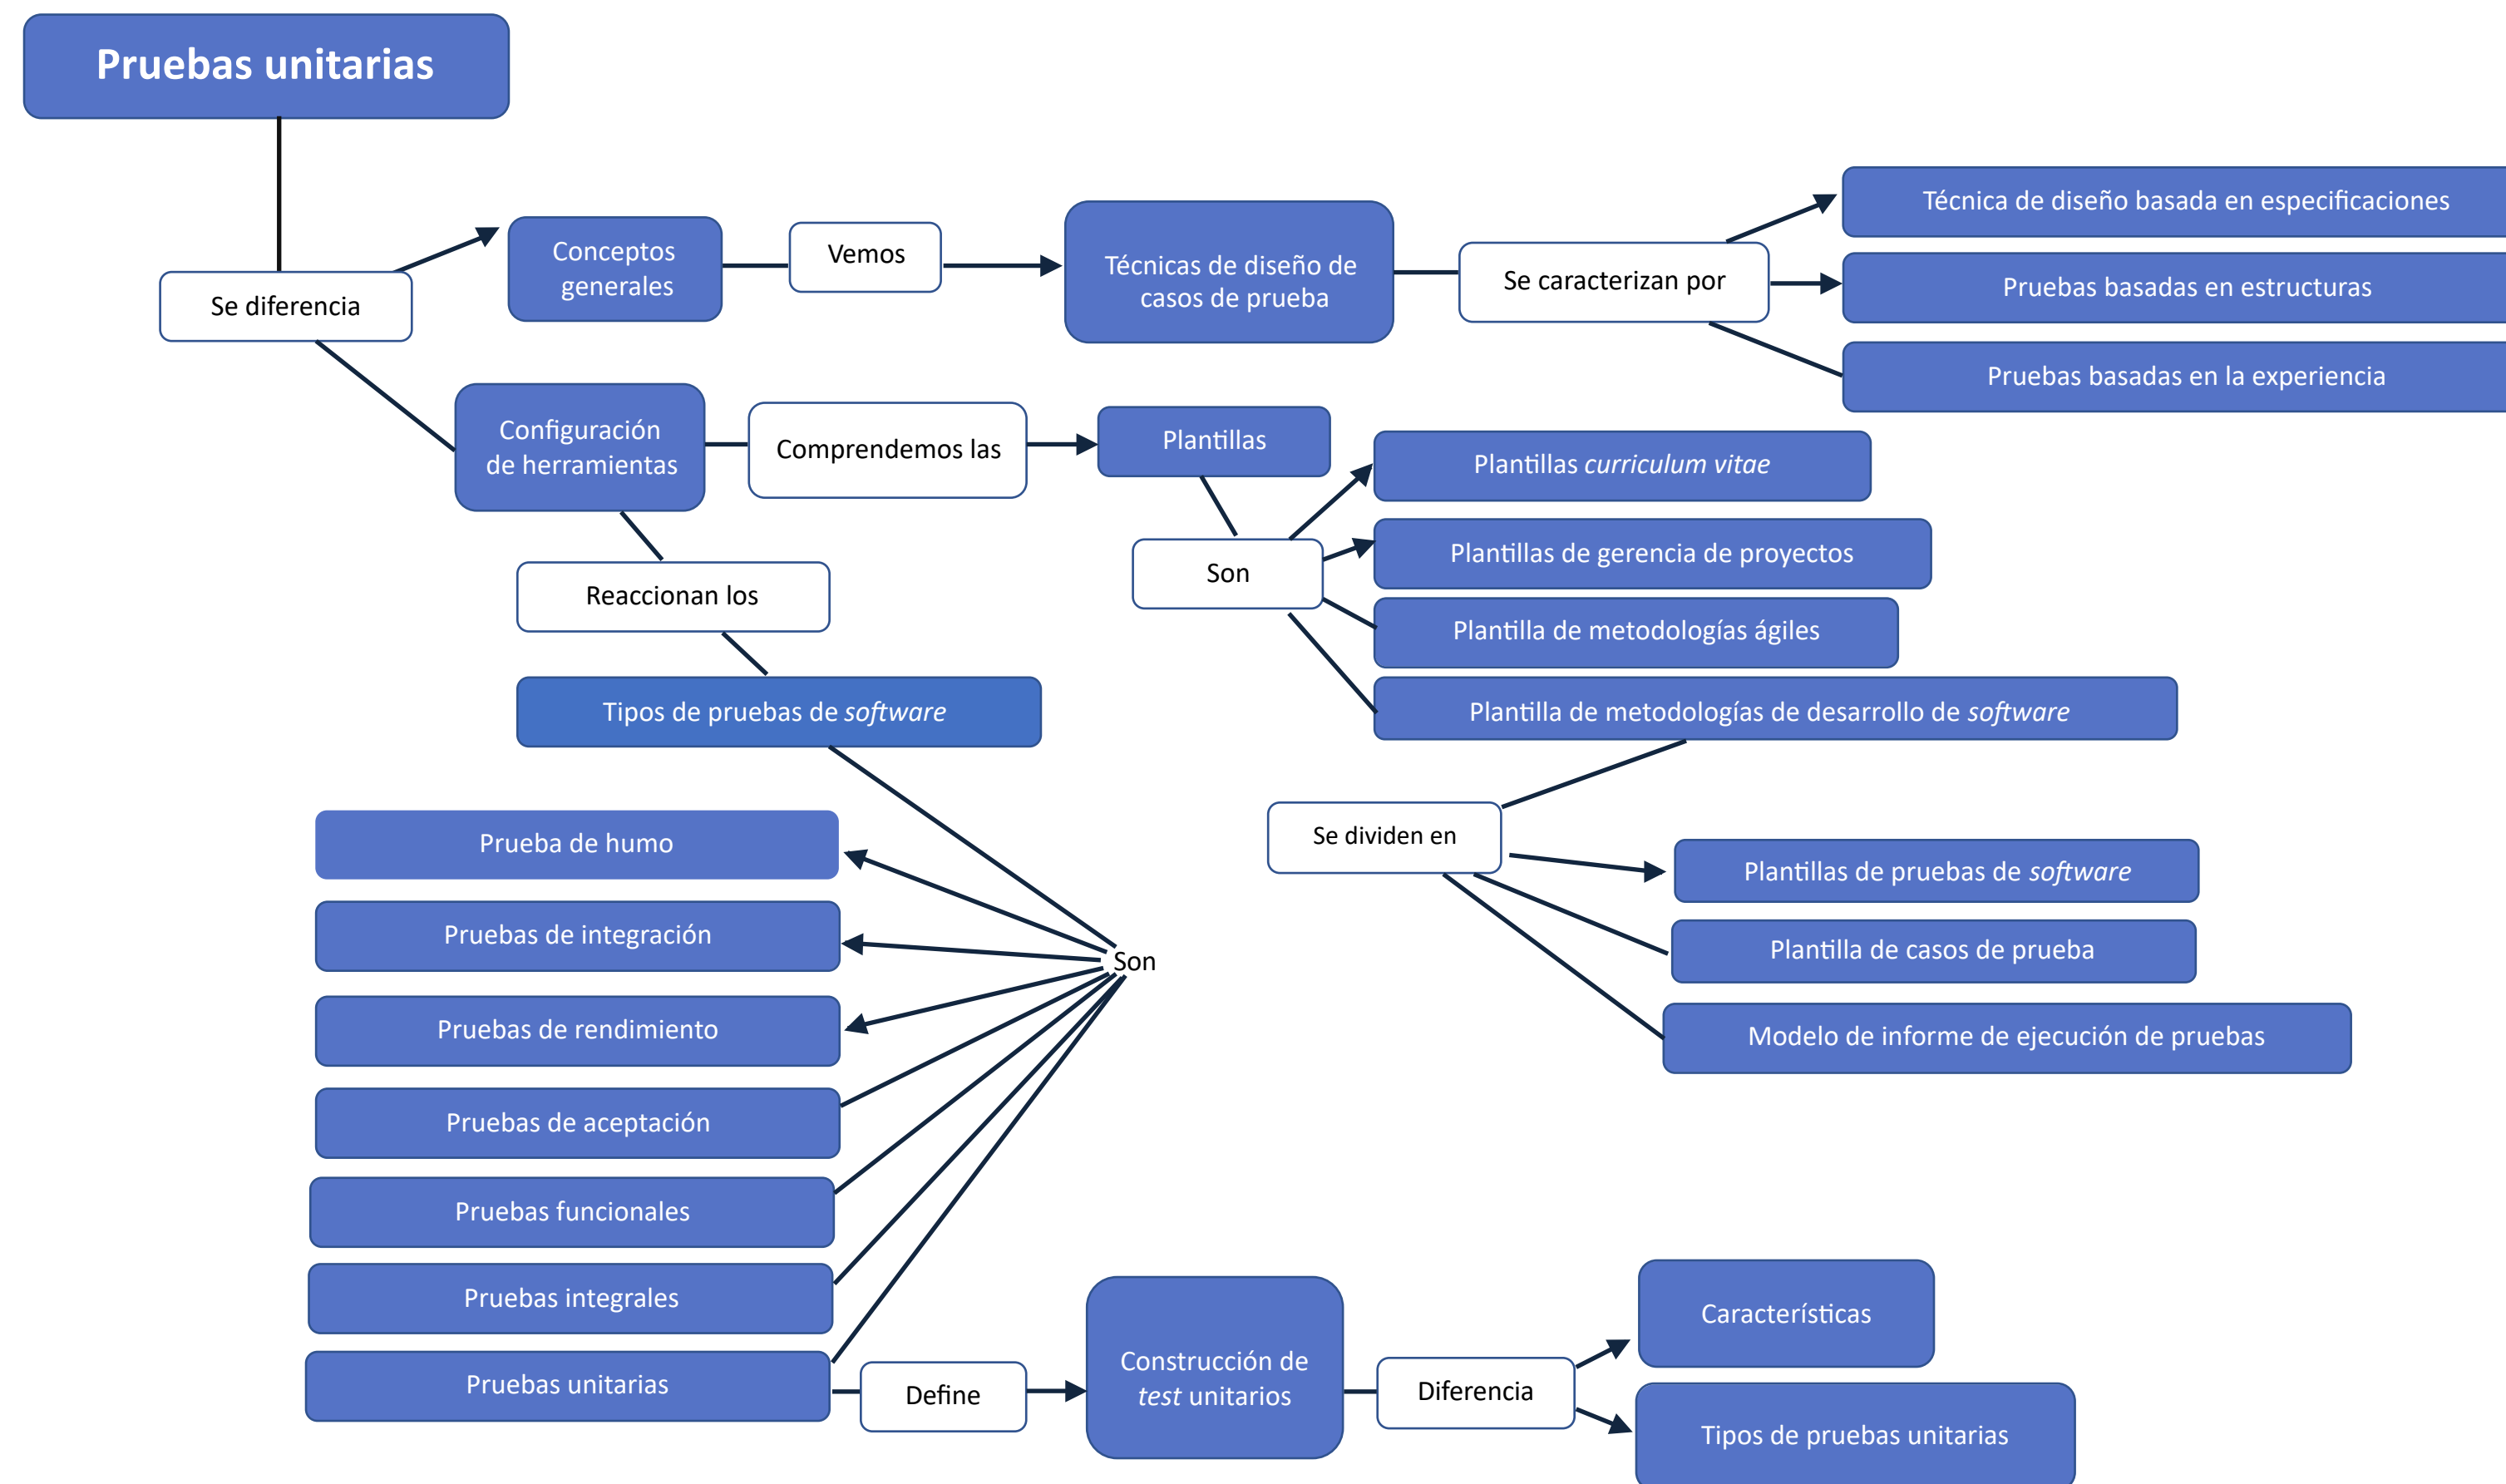 Pruebas unitarias
Se diferencia
Conceptos
generales
Vemos
Técnicas de diseño de
casos de prueba
Se caracterizan por
Técnica de diseño basada en especificaciones
Pruebas basadas en estructuras
Pruebas basadas en la experiencia
Configuración
de herramientas
Comprendemos las
Plantillas
Son
Plantillas curriculum vitae
Plantillas de gerencia de proyectos
Plantilla de metodologías ágiles
Plantilla de metodologías de desarrollo de software
Se dividen en
Plantillas de pruebas de software
Plantilla de casos de prueba
Modelo de informe de ejecución de pruebas
Reaccionan los
Tipos de pruebas de software
Son
Prueba de humo
Pruebas de integración
Pruebas de rendimiento
Pruebas de aceptación
Pruebas funcionales
Pruebas integrales
Pruebas unitarias
Define
Construcción de
test unitarios
Diferencia
Características
Tipos de pruebas unitarias